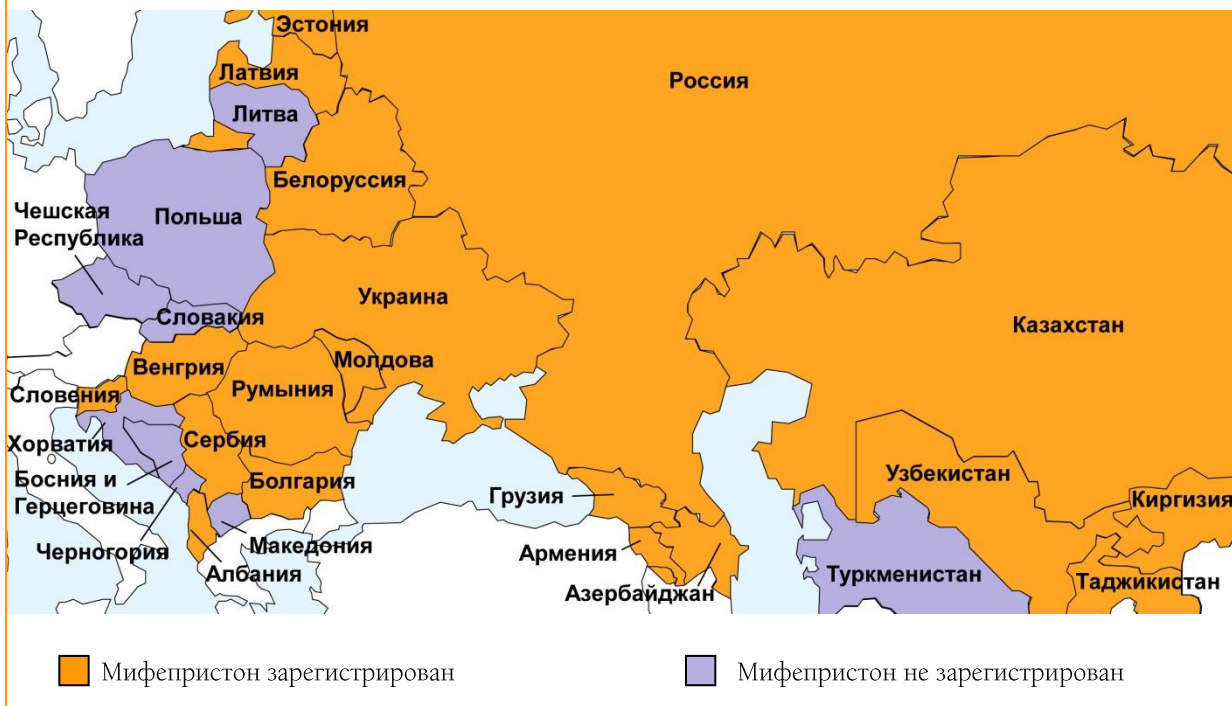 Эстония
Латвия
Россия
Литва
Белоруссия
Чешская
Республика
Польша
Украина
Словакия
Казахстан
Молдова
Венгрия
Румыния
Словения
Хорватия
Сербия
Босния и
Герцеговина
Болгария
Узбекистан
Грузия
Киргизия
Черногория
Македония
Армения
Албания
Азербайджан
Туркменистан
Таджикистан
Мифепристон зарегистрирован
Мифепристон не зарегистрирован